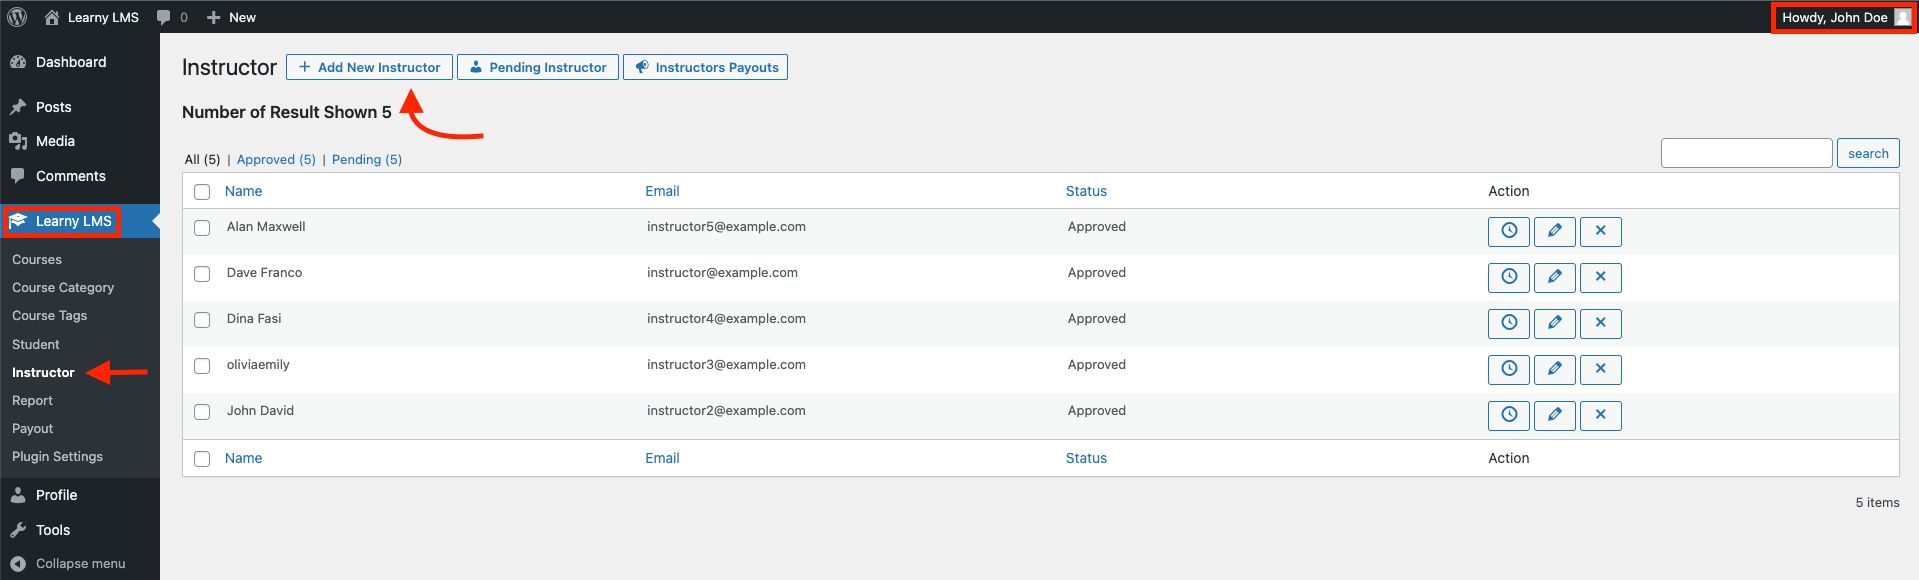 Learny LMS 0 New Howdy, John Doe
Dashboard
Posts
Media
Comments
Learny LMS
Courses
Course Category
Course Tags
Student
Instructor
Report
Payout
Plugin Settings
Profile
Tools
Collapse menu
Instructor Add New Instructor Pending Instructor Instructors Payouts
Number of Result Shown 5
All (5) | Approved (5) | Pending (5) search
Name Email Status Action
Alan Maxwell instructor5@example.com Approved
Dave Franco instructor@example.com Approved
Dina Fasi instructor4@example.com Approved
oliviaemily instructor3@example.com Approved
John David instructor2@example.com Approved
Name Email Status Action
5 items